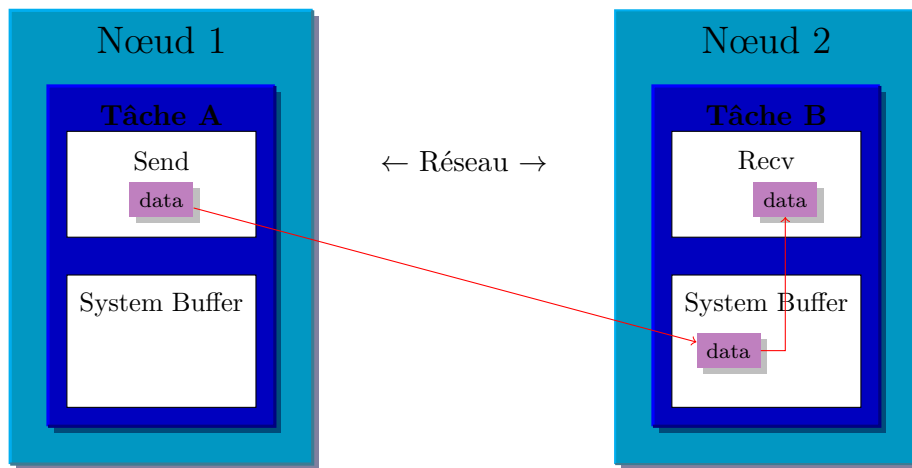 Nœud 1
Tâche A
Send
data
System Buffer
← Réseau →
Nœud 2
Tâche B
Recv
data
System Buffer
data